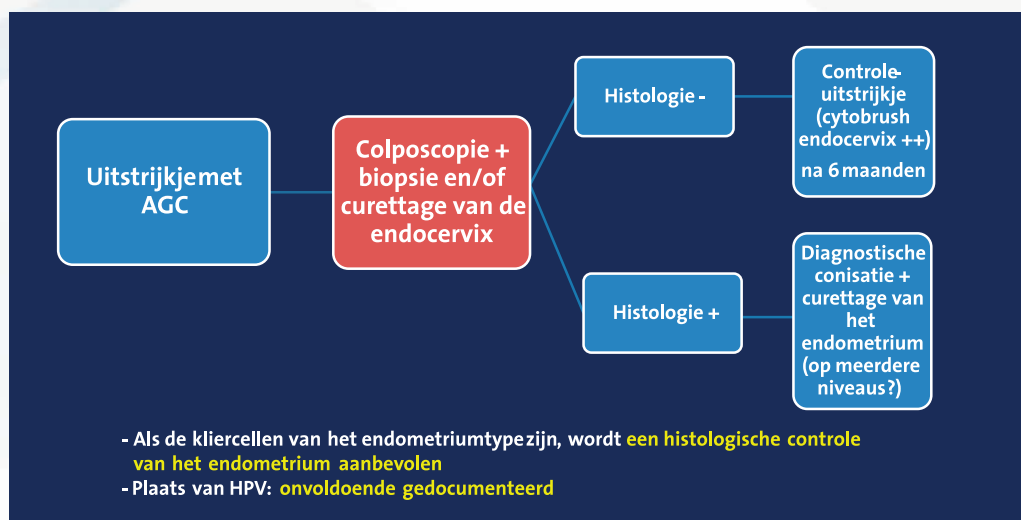 Uitstrijkjemet
AGC
Colposcopie +
biopsie en/of
curettage van de
endocervix
Histologie -
Controle-
uitstrijkje
(cytobrush
endocervix ++)
na 6 maanden
Histologie +
Diagnostische
conisatie +
curettage van
het
endometrium
(op meerdere
niveaus?)
- Als de kliercellen van het endometriumtypezijn, wordt een histologische controle
van het endometrium aanbevolen
- Plaats van HPV: onvoldoende gedocumenteerd